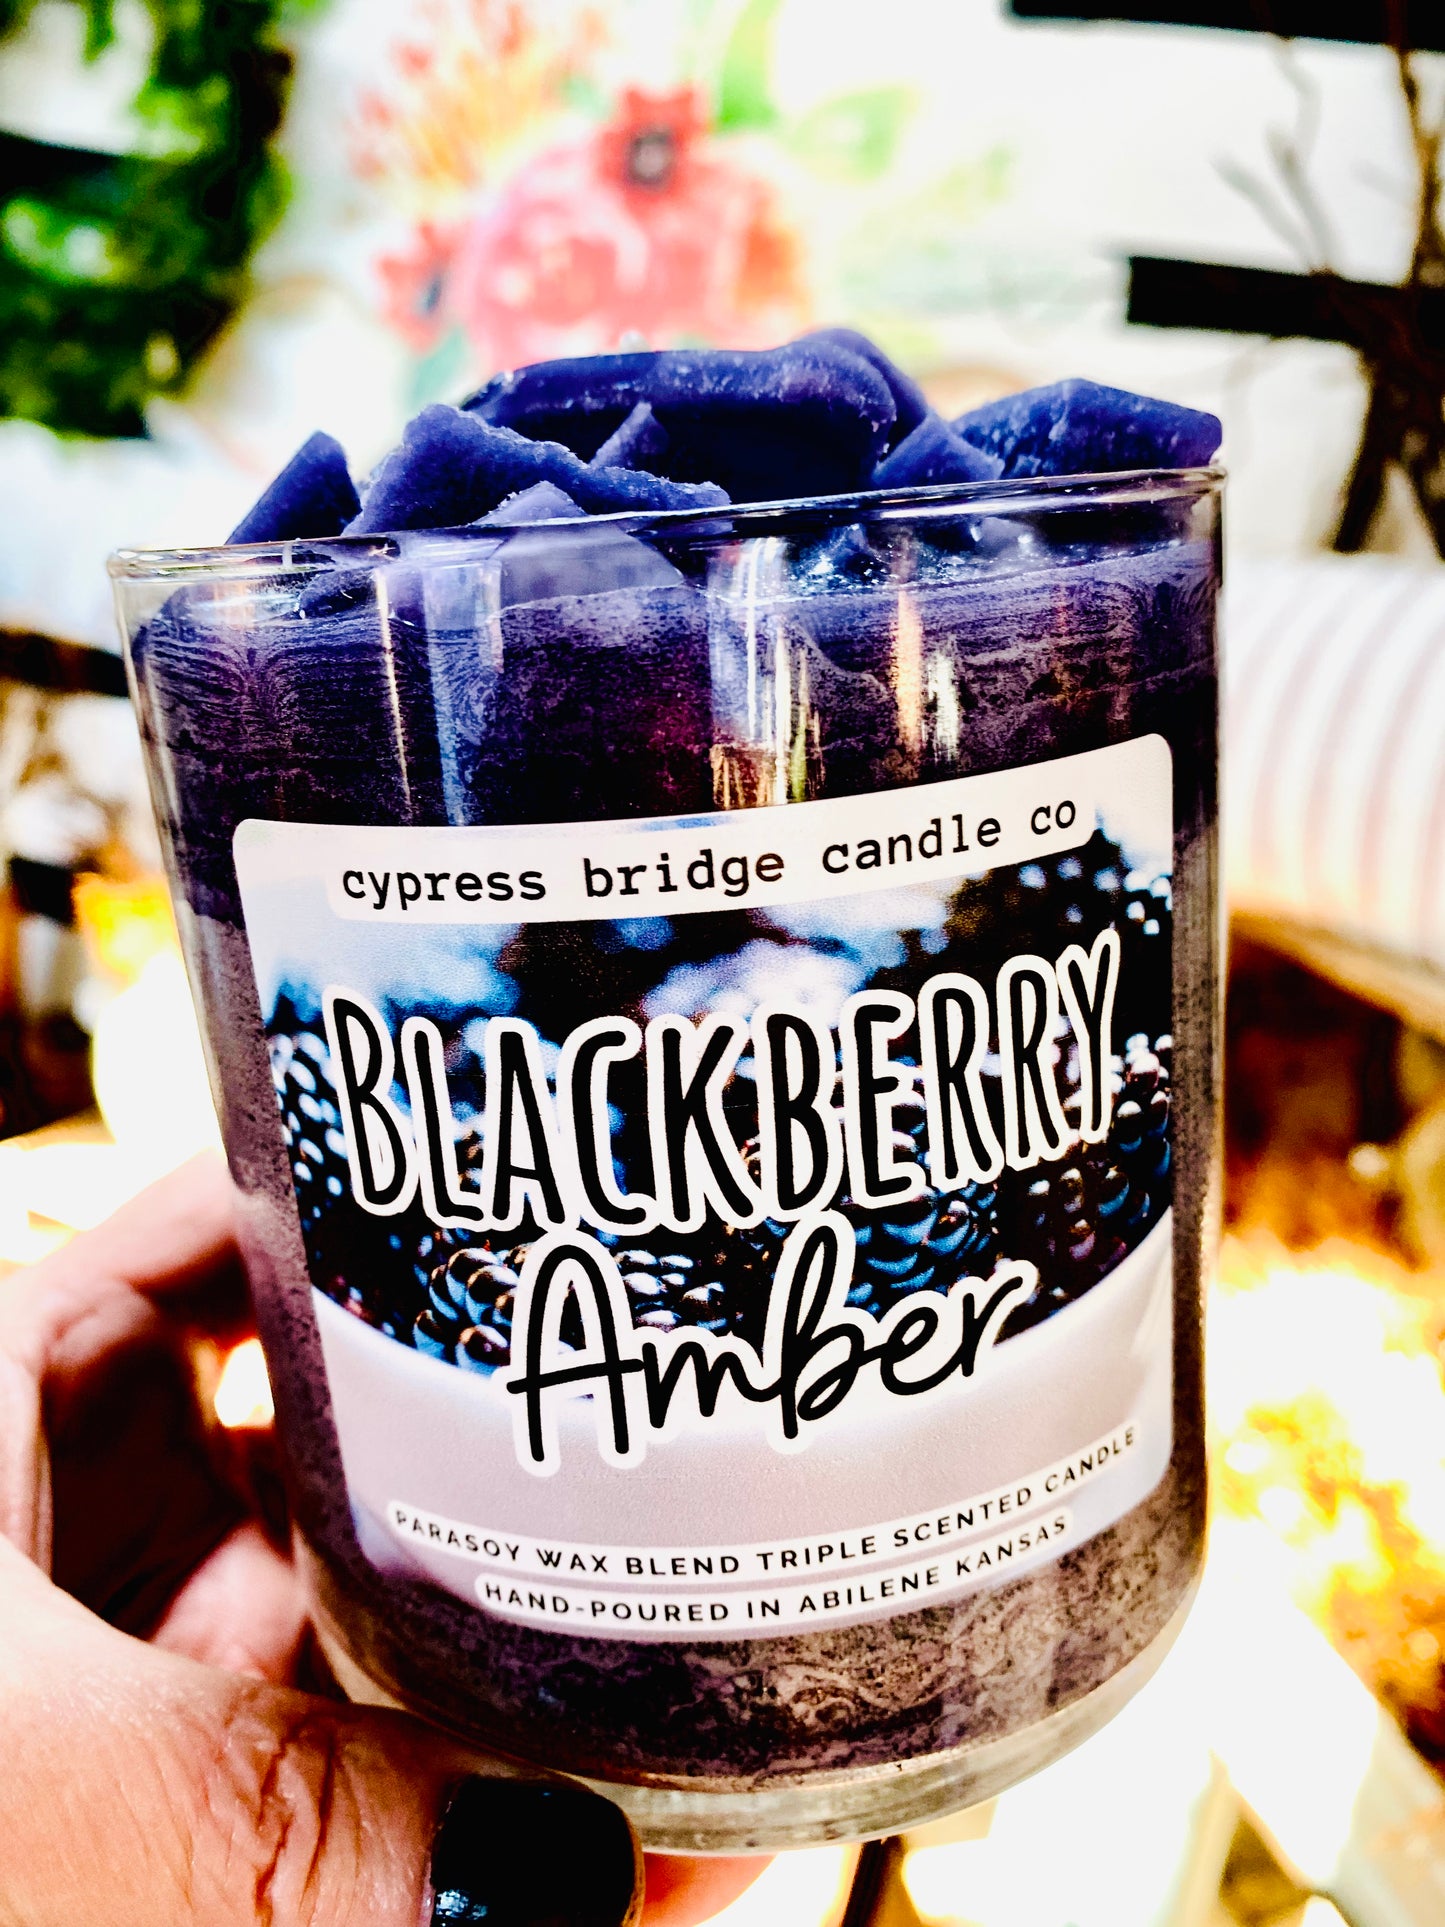 cypress bridge candle co
BLACKBERRY
Amber
PARASOY WAX BLEND TRIPLE SCENTED CANDLE
HAND-POURED IN ABILENE KANSAS